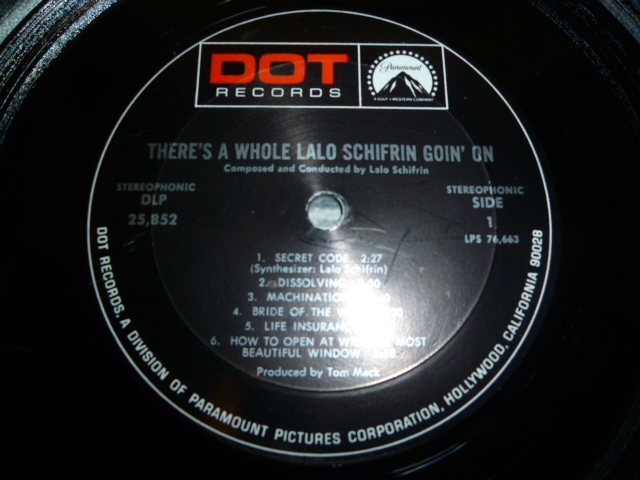 DOT
RECORDS
Paramount
A GULF + WESTERN COMPANY
THERE'S A WHOLE LALO SCHIFRIN GOIN' ON
Composed and Conducted by Lalo Schifrin
STEREOPHONIC
DLP
25,852
STEREOPHONIC
SIDE
1
LPS 76,663
1. SECRET CODE 2:27
(Synthesizer: Lalo Schifrin)
2. DISSOLVING
3. MACHINATION
4. BRIDE OF THE
5. LIFE INSURANCE
6. HOW TO OPEN AT WILL MOST
BEAUTIFUL WINDOW
Produced by Tom Mack
DOT RECORDS, A DIVISION OF PARAMOUNT PICTURES CORPORATION, HOLLYWOOD, CALIFORNIA 90028